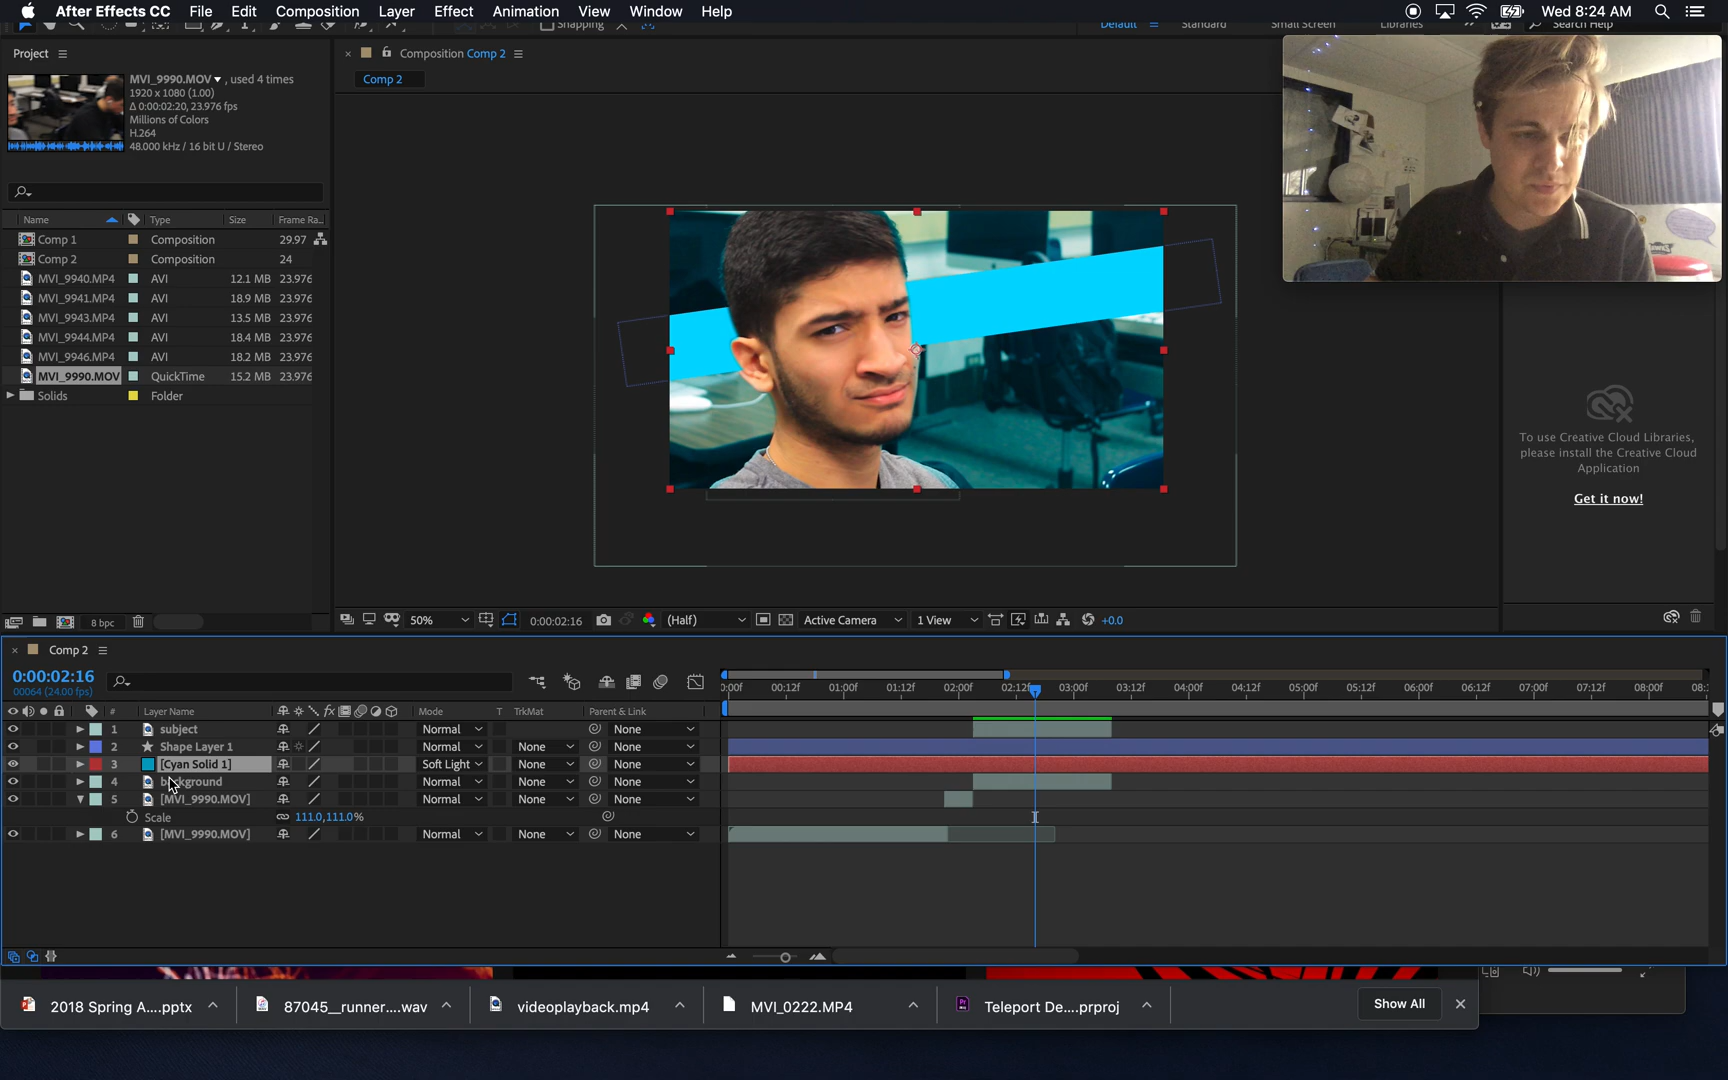 After Effects CC File Edit Composition Layer Effect Animation View Window Help Wed 8:24 AM
Snapping Default Standard Small Screen Libraries Search Help
Project
MVI_9990.MOV , used 4 times
1920 x 1080 (1.00)
Δ 0:00:02:20, 23.976 fps
Millions of Colors
H.264
48.000 kHz / 16 bit U / Stereo
Composition Comp 2
Comp 2
Name Type Size Frame Ra...
Comp 1 Composition 29.97
Comp 2 Composition 24
MVI_9940.MP4 AVI 12.1 MB 23.976
MVI_9941.MP4 AVI 18.9 MB 23.976
MVI_9943.MP4 AVI 13.5 MB 23.976
MVI_9944.MP4 AVI 18.4 MB 23.976
MVI_9946.MP4 AVI 18.2 MB 23.976
MVI_9990.MOV QuickTime 15.2 MB 23.976
Solids Folder
To use Creative Cloud Libraries,
please install the Creative Cloud
Application
Get it now!
8 bpc
50% 0:00:02:16 (Half) Active Camera 1 View +0.0
Comp 2
0:00:02:16
00064 (24.00 fps)
:00f 00:12f 01:00f 01:12f 02:00f 02:12f 03:00f 03:12f 04:00f 04:12f 05:00f 05:12f 06:00f 06:12f 07:00f 07:12f 08:00f 08:
# Layer Name Mode T TrkMat Parent & Link
1 subject Normal None
2 Shape Layer 1 Normal None None
3 [Cyan Solid 1] Soft Light None None
4 background Normal None None
5 [MVI_9990.MOV] Normal None None
Scale 111.0,111.0%
6 [MVI_9990.MOV] Normal None None
2018 Spring A....pptx 87045__runner....wav videoplayback.mp4 MVI_0222.MP4 Teleport De....prproj Show All